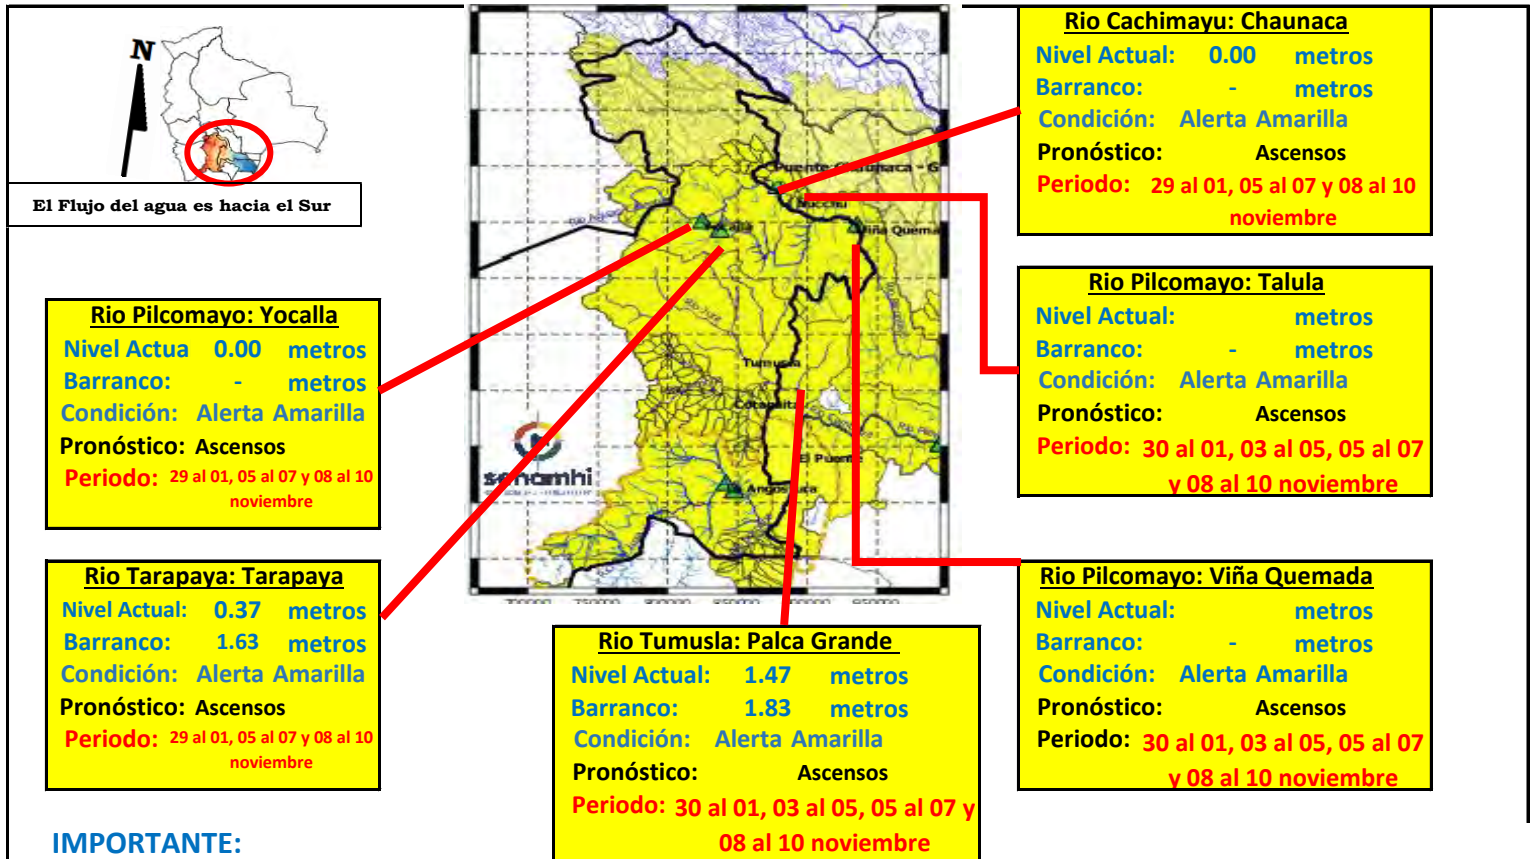 N
El Flujo del agua es hacia el Sur
Rio Pilcomayo: Yocalla
Nivel Actua 0.00 metros
Barranco: - metros
Condición: Alerta Amarilla
Pronóstico: Ascensos
Periodo: 29 al 01, 05 al 07 y 08 al 10
noviembre
Rio Tarapaya: Tarapaya
Nivel Actual: 0.37 metros
Barranco: 1.63 metros
Condición: Alerta Amarilla
Pronóstico: Ascensos
Periodo: 29 al 01, 05 al 07 y 08 al 10
noviembre
IMPORTANTE:
Puente Chaunaca - G
Nucchu
Viña Quema
Tumusla
Cotagaita
El Puente
Angostura
senamhi
Rio Tumusla: Palca Grande
Nivel Actual: 1.47 metros
Barranco: 1.83 metros
Condición: Alerta Amarilla
Pronóstico: Ascensos
Periodo: 30 al 01, 03 al 05, 05 al 07 y
08 al 10 noviembre
Rio Cachimayu: Chaunaca
Nivel Actual: 0.00 metros
Barranco: - metros
Condición: Alerta Amarilla
Pronóstico: Ascensos
Periodo: 29 al 01, 05 al 07 y 08 al 10
noviembre
Rio Pilcomayo: Talula
Nivel Actual: metros
Barranco: - metros
Condición: Alerta Amarilla
Pronóstico: Ascensos
Periodo: 30 al 01, 03 al 05, 05 al 07
y 08 al 10 noviembre
Rio Pilcomayo: Viña Quemada
Nivel Actual: metros
Barranco: - metros
Condición: Alerta Amarilla
Pronóstico: Ascensos
Periodo: 30 al 01, 03 al 05, 05 al 07
y 08 al 10 noviembre